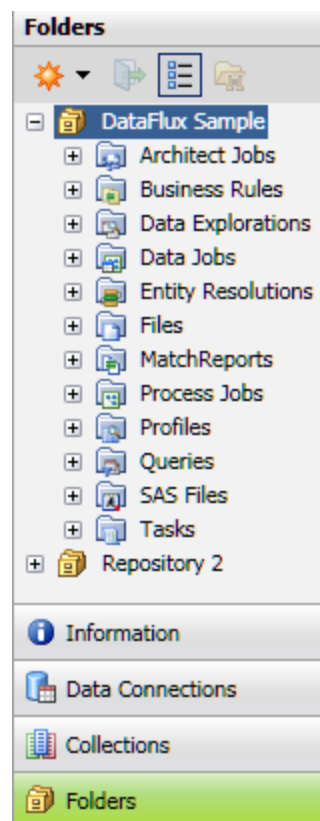 Folders
DataFlux Sample
Architect Jobs
Business Rules
Data Explorations
Data Jobs
Entity Resolutions
Files
MatchReports
Process Jobs
Profiles
Queries
SAS Files
Tasks
Repository 2
Information
Data Connections
Collections
Folders